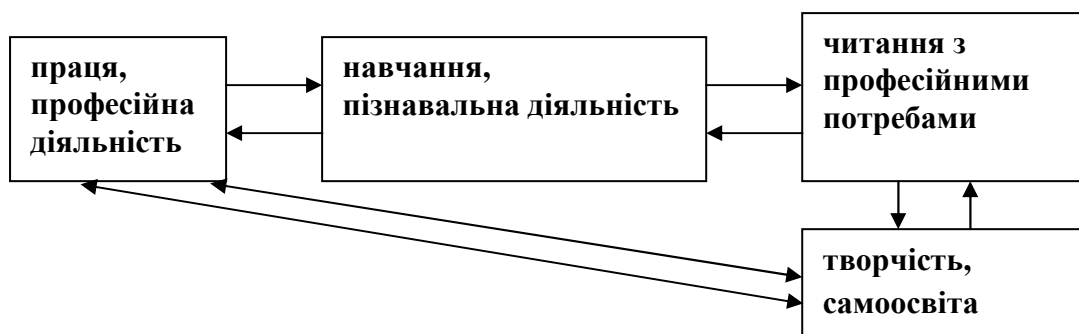 праця,
професійна
діяльність
навчання,
пізнавальна діяльність
читання з
професійними
потребами
творчість,
самоосвіта